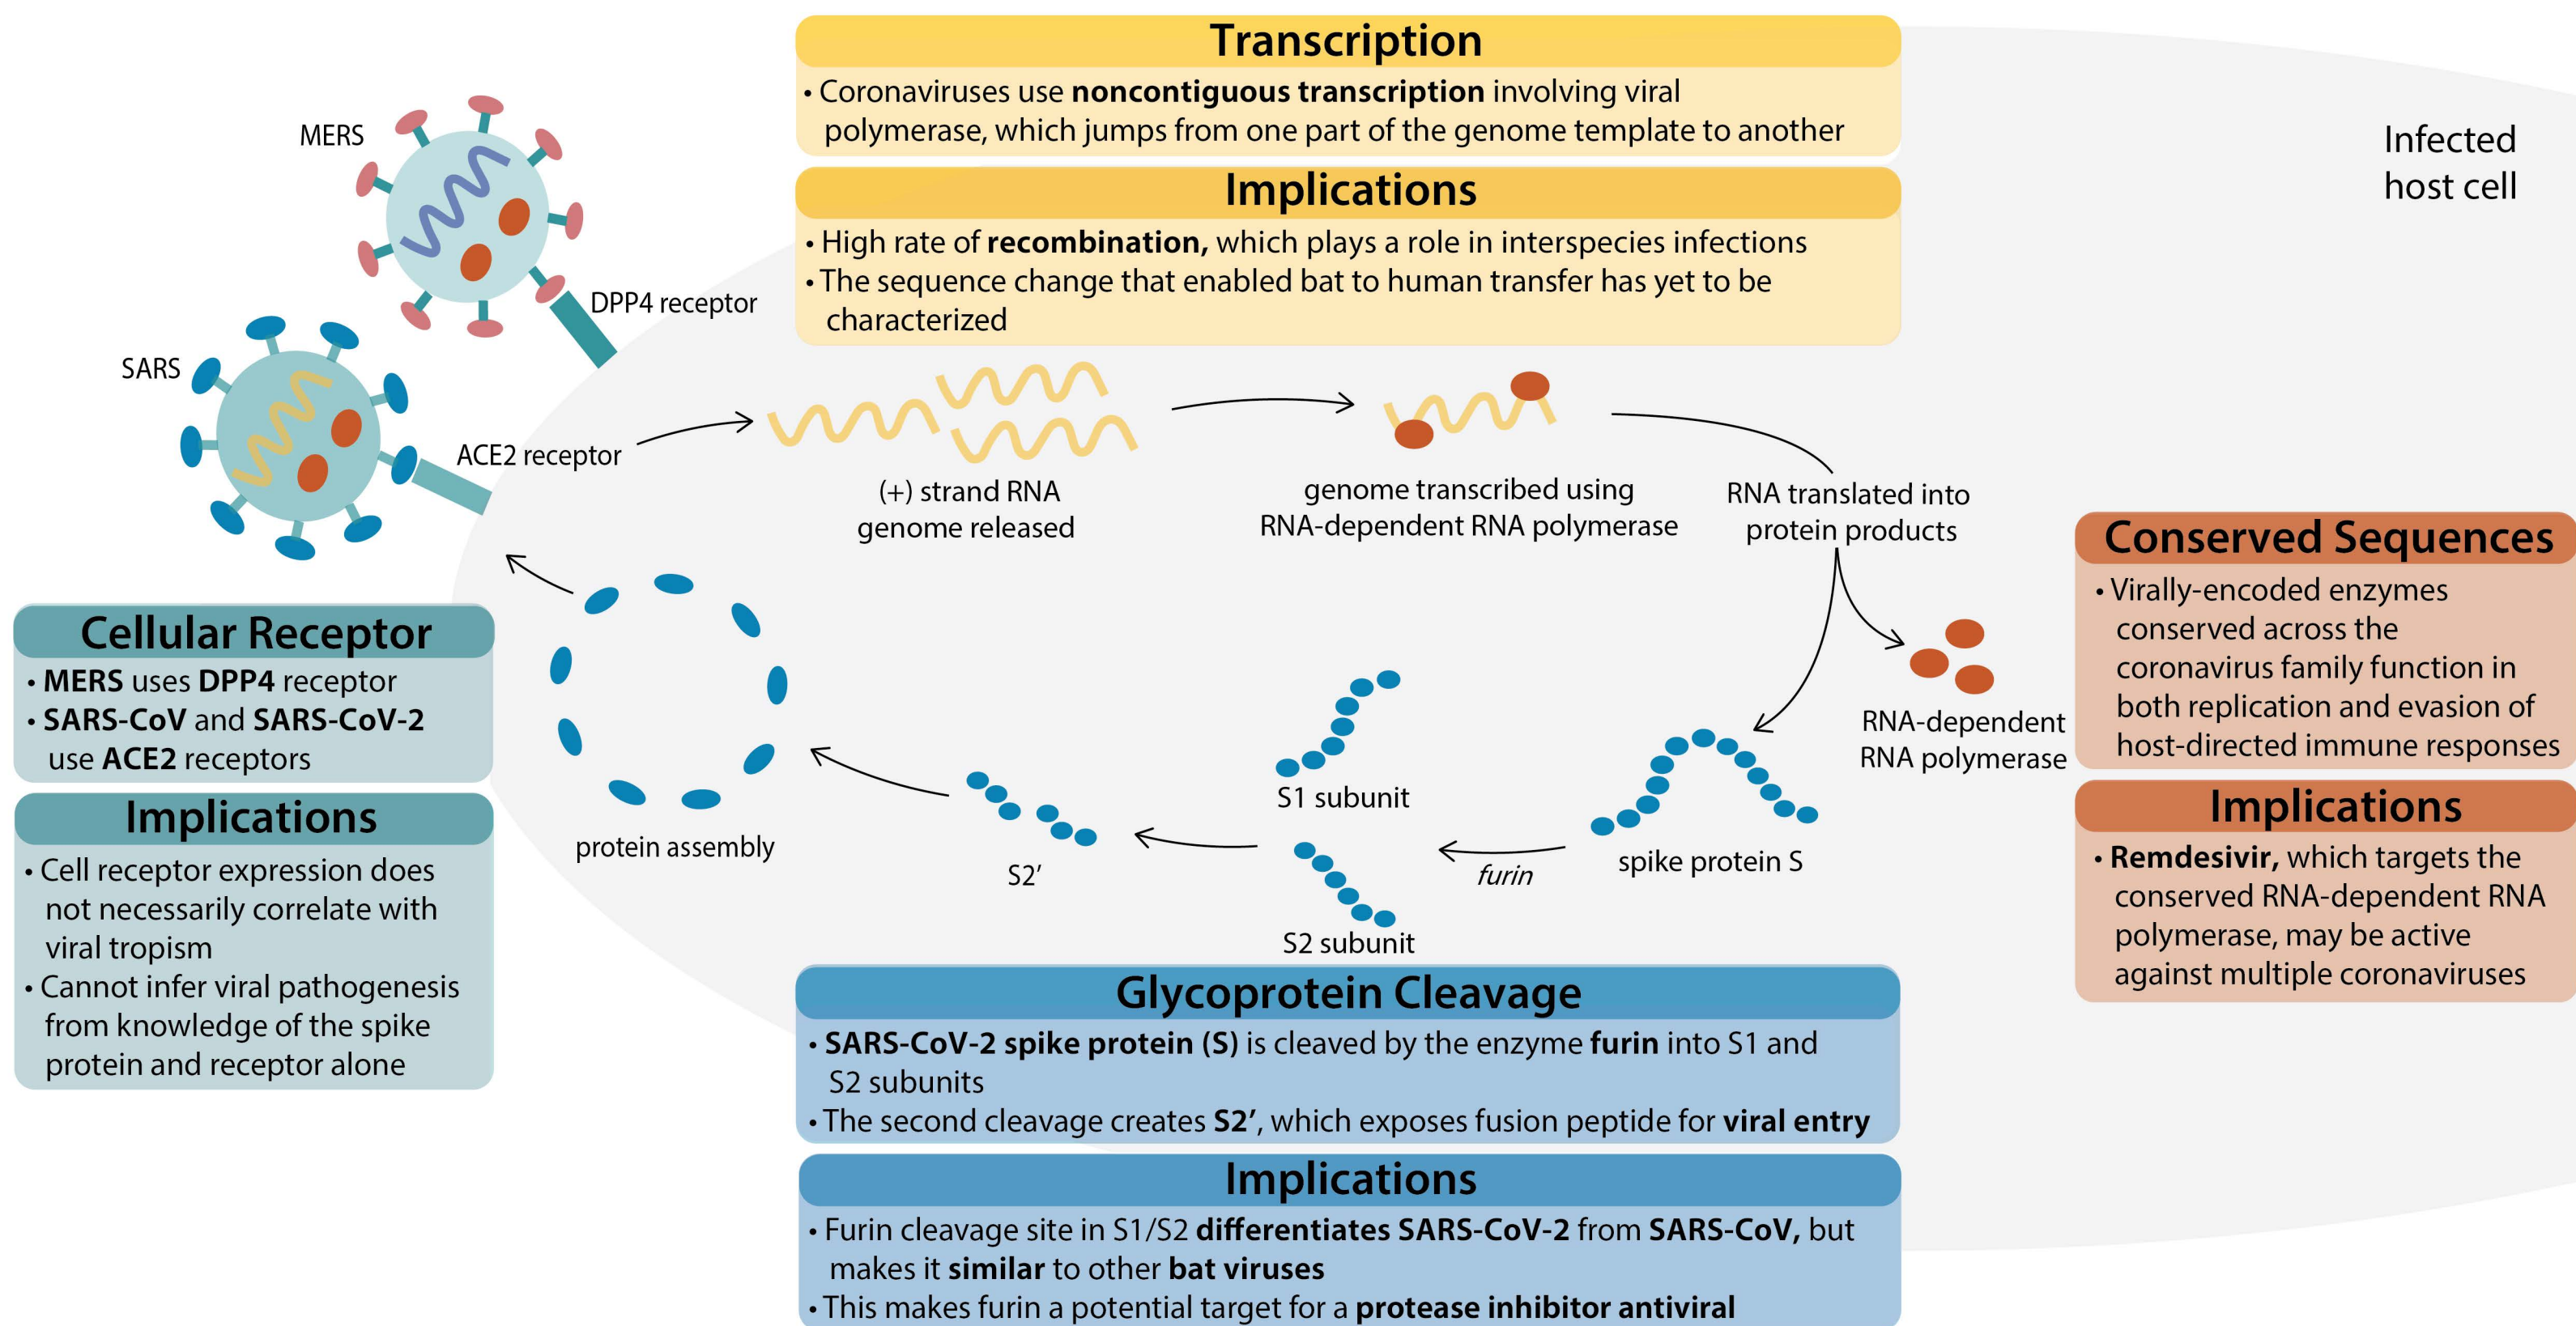 Transcription
• Coronaviruses use noncontiguous transcription involving viral
polymerase, which jumps from one part of the genome template to another
Implications
• High rate of recombination, which plays a role in interspecies infections
• The sequence change that enabled bat to human transfer has yet to be
characterized
Infected
host cell
MERS
DPP4 receptor
SARS
ACE2 receptor
(+) strand RNA
genome released
genome transcribed using
RNA-dependent RNA polymerase
RNA translated into
protein products
RNA-dependent
RNA polymerase
spike protein S
furin
S1 subunit
S2 subunit
S2’
protein assembly
Cellular Receptor
• MERS uses DPP4 receptor
• SARS-CoV and SARS-CoV-2
use ACE2 receptors
Implications
• Cell receptor expression does
not necessarily correlate with
viral tropism
• Cannot infer viral pathogenesis
from knowledge of the spike
protein and receptor alone
Conserved Sequences
• Virally-encoded enzymes
conserved across the
coronavirus family function in
both replication and evasion of
host-directed immune responses
Implications
• Remdesivir, which targets the
conserved RNA-dependent RNA
polymerase, may be active
against multiple coronaviruses
Glycoprotein Cleavage
• SARS-CoV-2 spike protein (S) is cleaved by the enzyme furin into S1 and
S2 subunits
• The second cleavage creates S2’, which exposes fusion peptide for viral entry
Implications
• Furin cleavage site in S1/S2 differentiates SARS-CoV-2 from SARS-CoV, but
makes it similar to other bat viruses
• This makes furin a potential target for a protease inhibitor antiviral